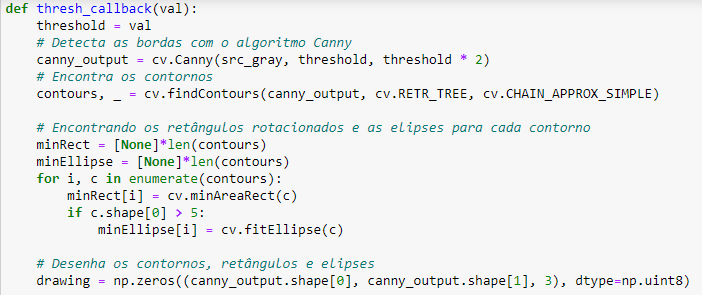 def thresh_callback(val):
    threshold = val
    # Detecta as bordas com o algoritmo Canny
    canny_output = cv.Canny(src_gray, threshold, threshold * 2)
    # Encontra os contornos
    contours, _ = cv.findContours(canny_output, cv.RETR_TREE, cv.CHAIN_APPROX_SIMPLE)

    # Encontrando os retângulos rotacionados e as elipses para cada contorno
    minRect = [None]*len(contours)
    minEllipse = [None]*len(contours)
    for i, c in enumerate(contours):
        minRect[i] = cv.minAreaRect(c)
        if c.shape[0] > 5:
            minEllipse[i] = cv.fitEllipse(c)

    # Desenha os contornos, retângulos e elipses
    drawing = np.zeros((canny_output.shape[0], canny_output.shape[1], 3), dtype=np.uint8)